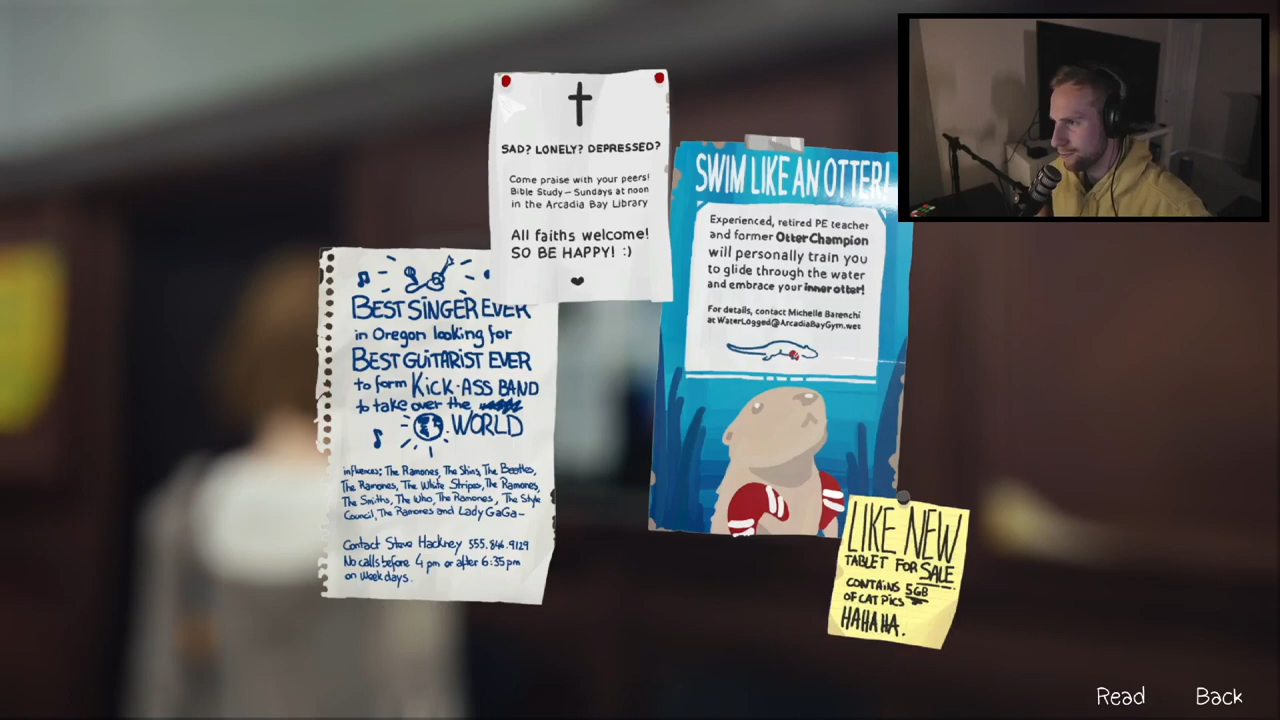 SAD? LONELY? DEPRESSED?
Come praise with your peers!
Bible Study – Sundays at noon
in the Arcadia Bay Library
All faiths welcome!
SO BE HAPPY! :)
SWIM LIKE AN OTTER!
Experienced, retired PE teacher
and former Otter Champion
will personally train you
to glide through the water
and embrace your inner otter!
For details, contact Michelle Barenchi
at WaterLogged@ArcadiaBayGym.wet
BEST SINGER EVER
in Oregon looking for
BEST GUITARIST EVER
to form KICK-ASS BAND
to take over the
WORLD
influences: The Ramones, The Shins, The Beatles,
The Ramones, The White Stripes, The Ramones,
The Smiths, The Who, The Ramones, The Style
Council, The Ramones and Lady GaGa-
Contact Steve Hackney 555.846.9129
No calls before 4 pm or after 6:35 pm
on weekdays.
LIKE NEW
TABLET FOR SALE.
CONTAINS 5GB
OF CAT PICS
HAHAHA.
Read
Back